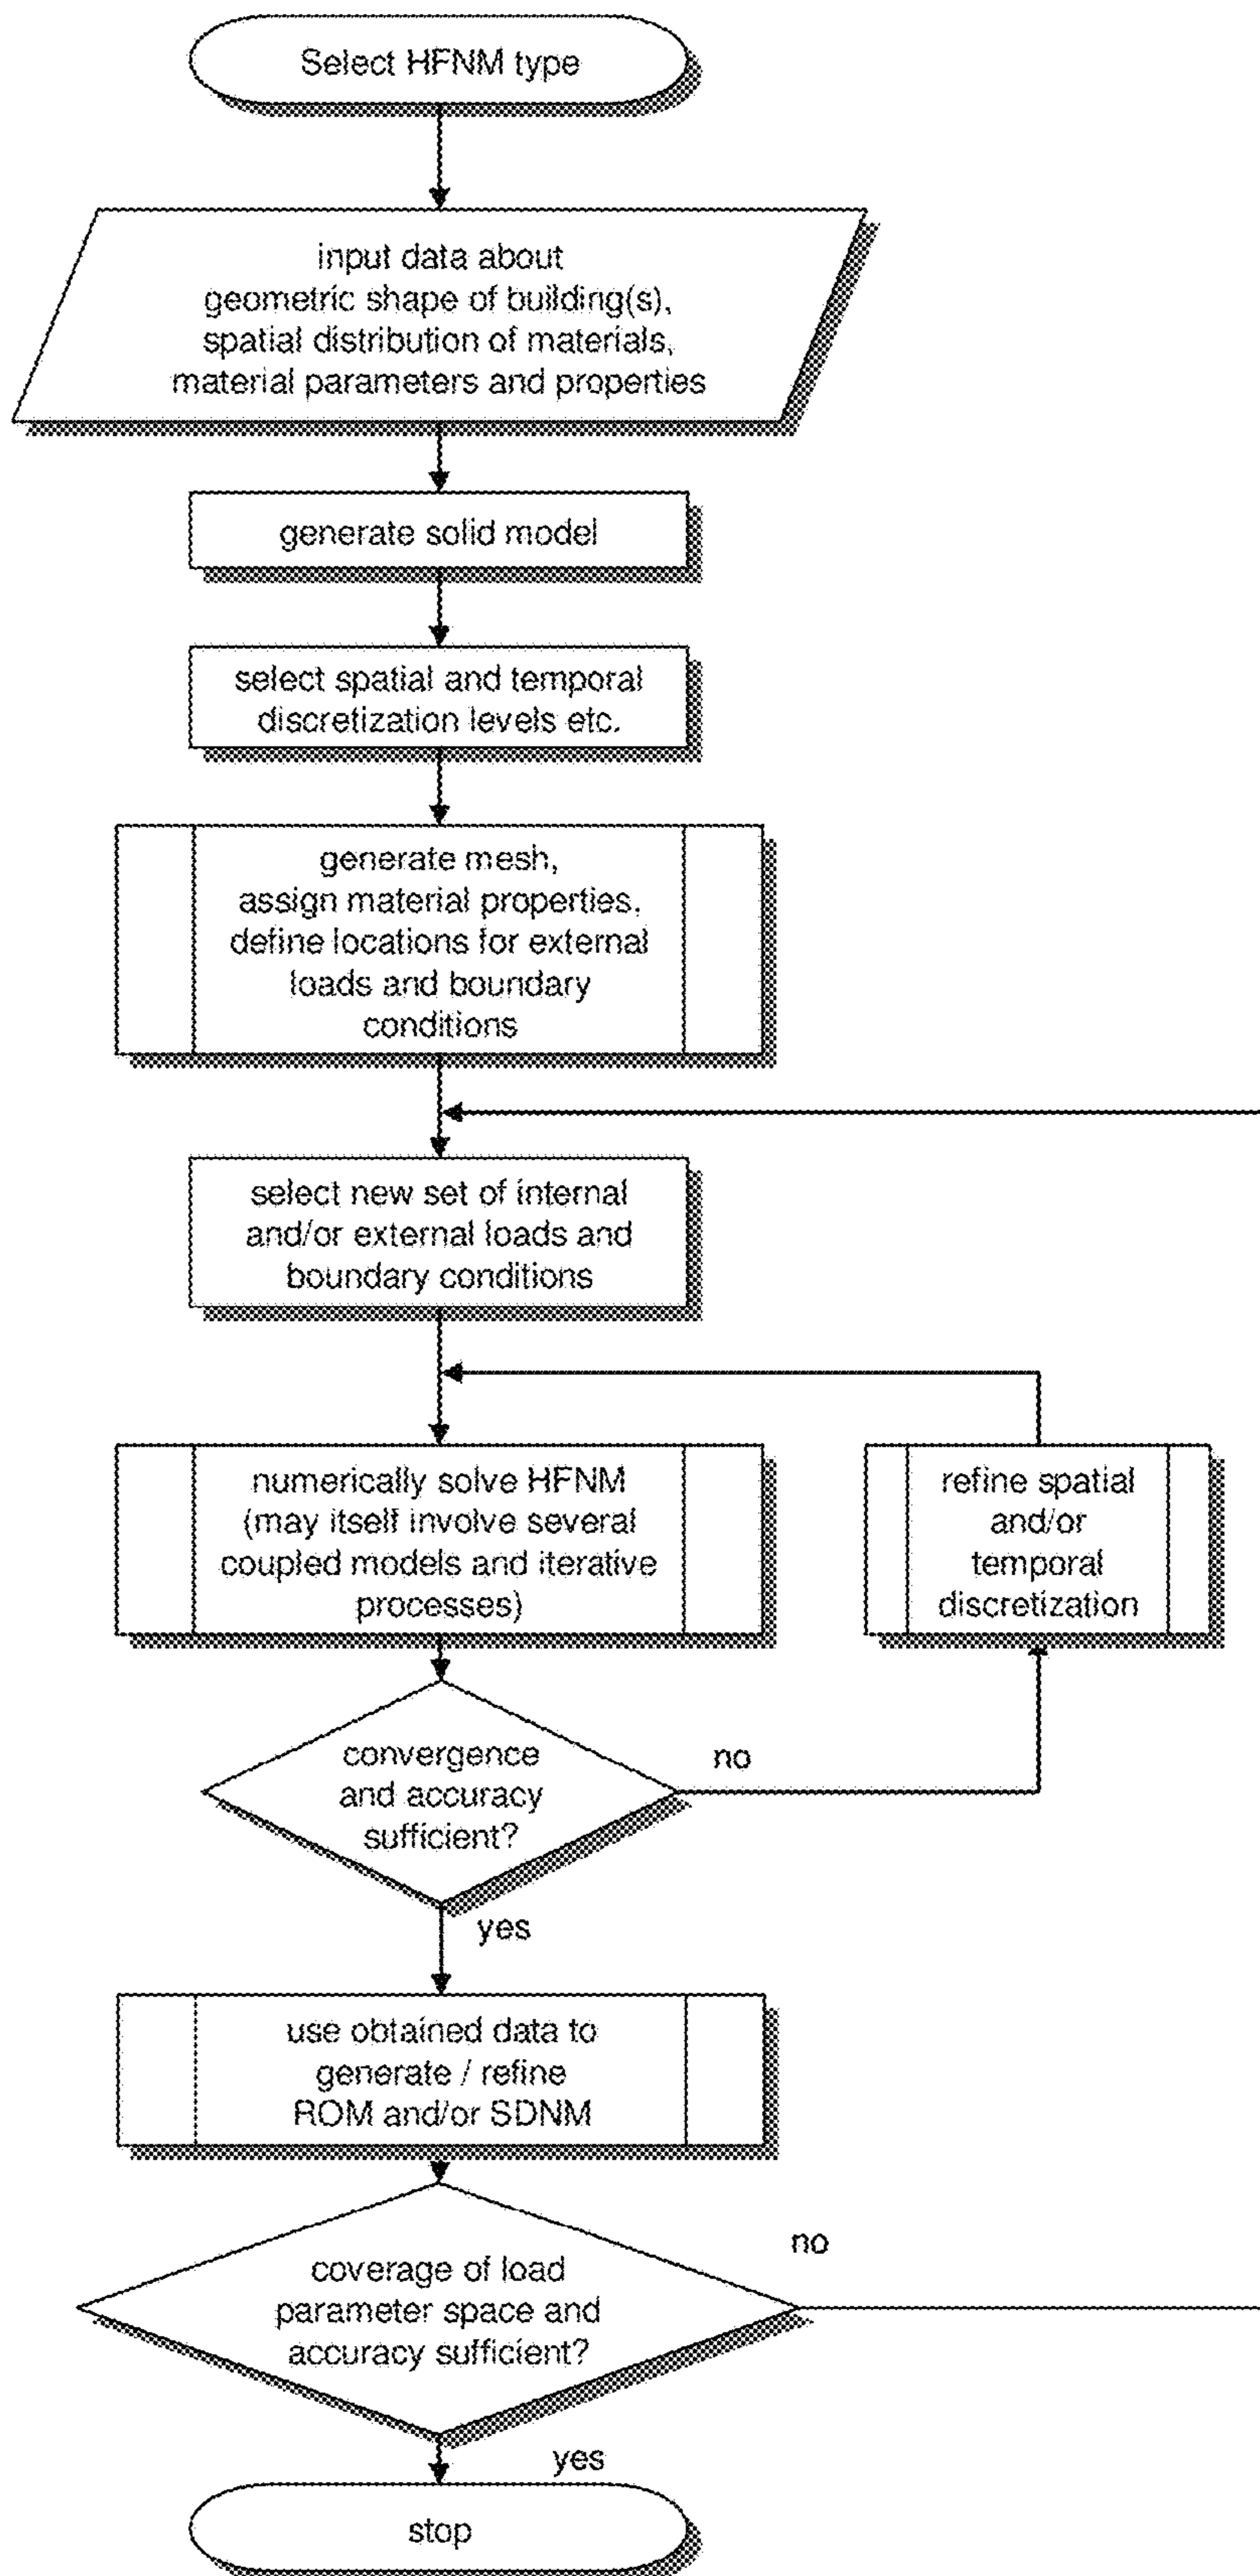 Select HFNM type
input data about
geometric shape of building(s),
spatial distribution of materials,
material parameters and properties
generate solid model
select spatial and temporal
discretization levels etc.
generate mesh,
assign material properties,
define locations for external
loads and boundary
conditions
select new set of internal
and/or external loads and
boundary conditions
numerically solve HFNM
(may itself involve several
coupled models and iterative
processes)
refine spatial
and/or
temporal
discretization
convergence
and accuracy
sufficient?
no
yes
use obtained data to
generate / refine
ROM and/or SDNM
no
coverage of load
parameter space and
accuracy sufficient?
yes
stop